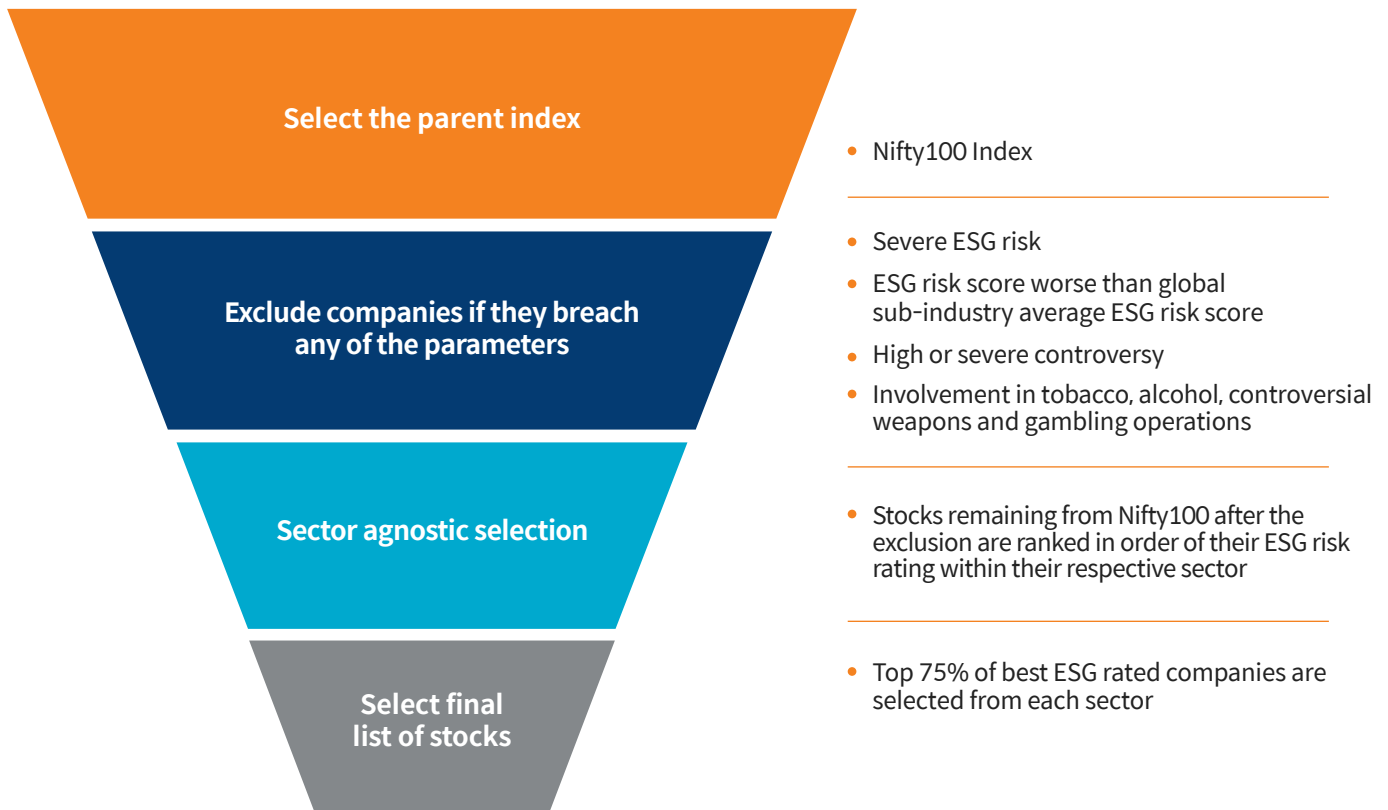 Select the parent index
• Nifty100 Index
Exclude companies if they breach
any of the parameters
• Severe ESG risk
• ESG risk score worse than global
sub-industry average ESG risk score
• High or severe controversy
• Involvement in tobacco, alcohol, controversial
weapons and gambling operations
Sector agnostic selection
• Stocks remaining from Nifty100 after the
exclusion are ranked in order of their ESG risk
rating within their respective sector
Select final
list of stocks
• Top 75% of best ESG rated companies are
selected from each sector